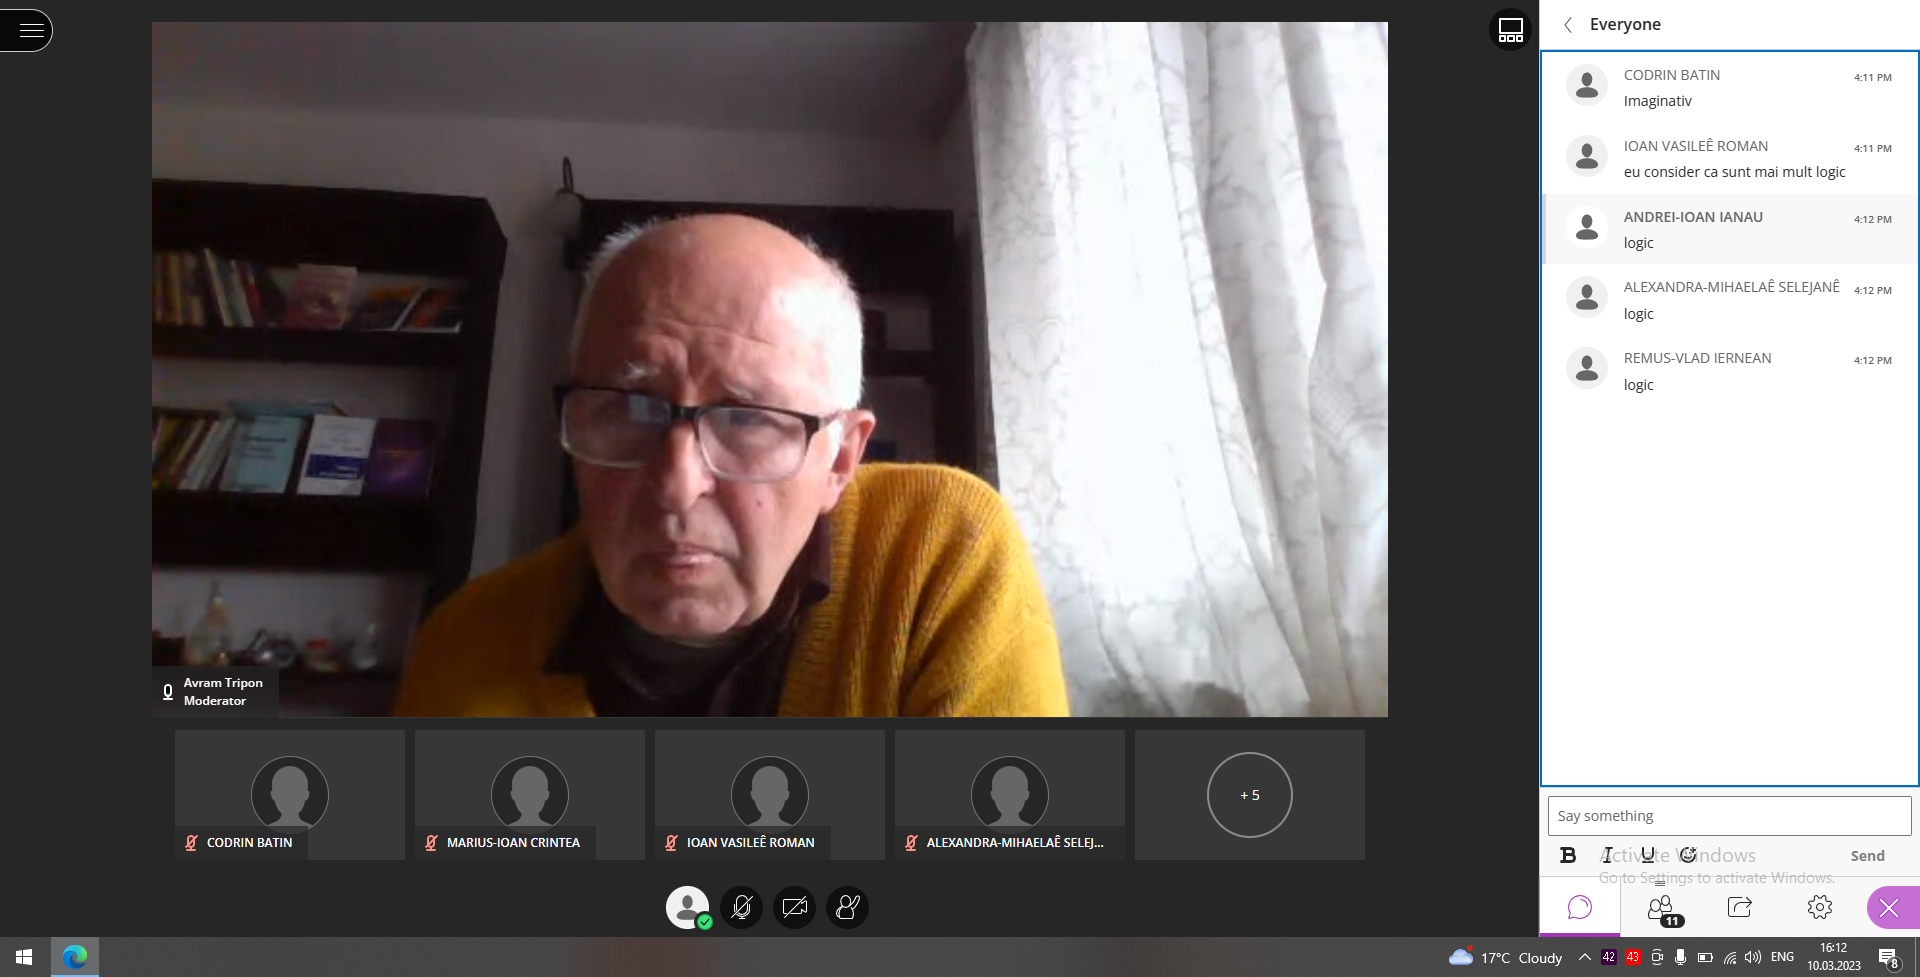 Everyone
CODRIN BATIN
4:11 PM
Imaginativ
IOAN VASILEÊ ROMAN
4:11 PM
eu consider ca sunt mai mult logic
ANDREI-IOAN IANAU
4:12 PM
logic
ALEXANDRA-MIHAELAÊ SELEJANÊ
4:12 PM
logic
REMUS-VLAD IERNEAN
4:12 PM
logic
Avram Tripon
Moderator
CODRIN BATIN
MARIUS-IOAN CRINTEA
IOAN VASILEÊ ROMAN
ALEXANDRA-MIHAELAÊ SELEJ...
+ 5
Say something
B I U
Send
Activate Windows
Go to Settings to activate Windows.
11
17°C Cloudy
42
43
ENG
16:12
10.03.2023
8